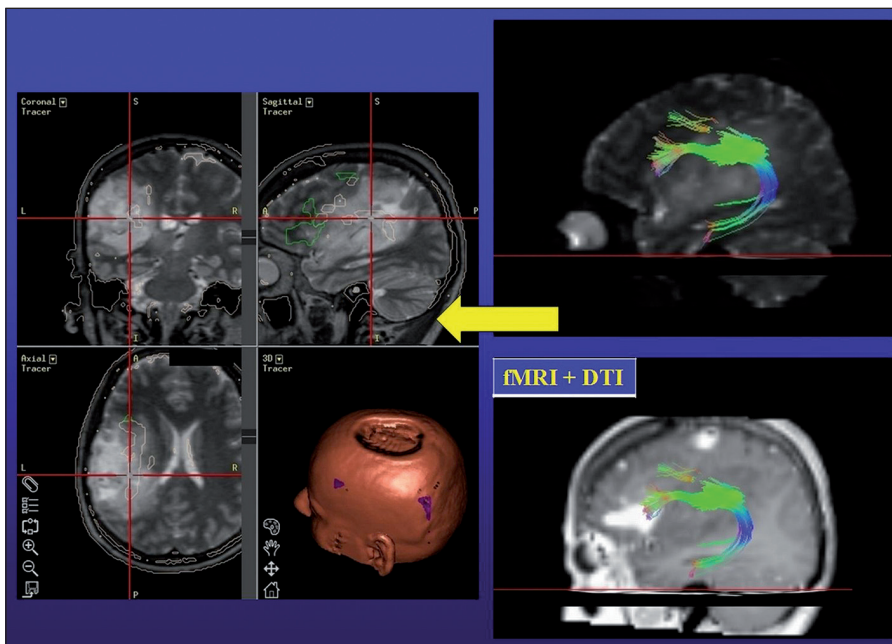 Coronal
Tracer
S
L
R
I
Sagittal
Tracer
S
A
P
I
Axial
Tracer
A
L
R
P
3D
Tracer
fMRI + DTI